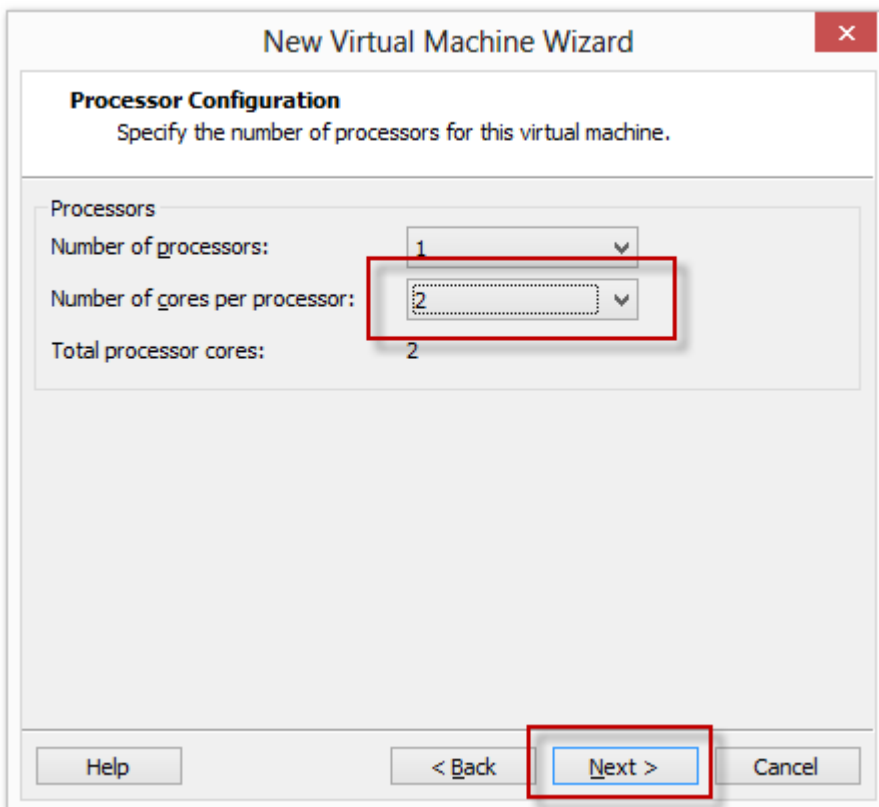 New Virtual Machine Wizard
Processor Configuration
Specify the number of processors for this virtual machine.
Processors
Number of processors: 1
Number of cores per processor: 2
Total processor cores: 2
Help < Back Next > Cancel